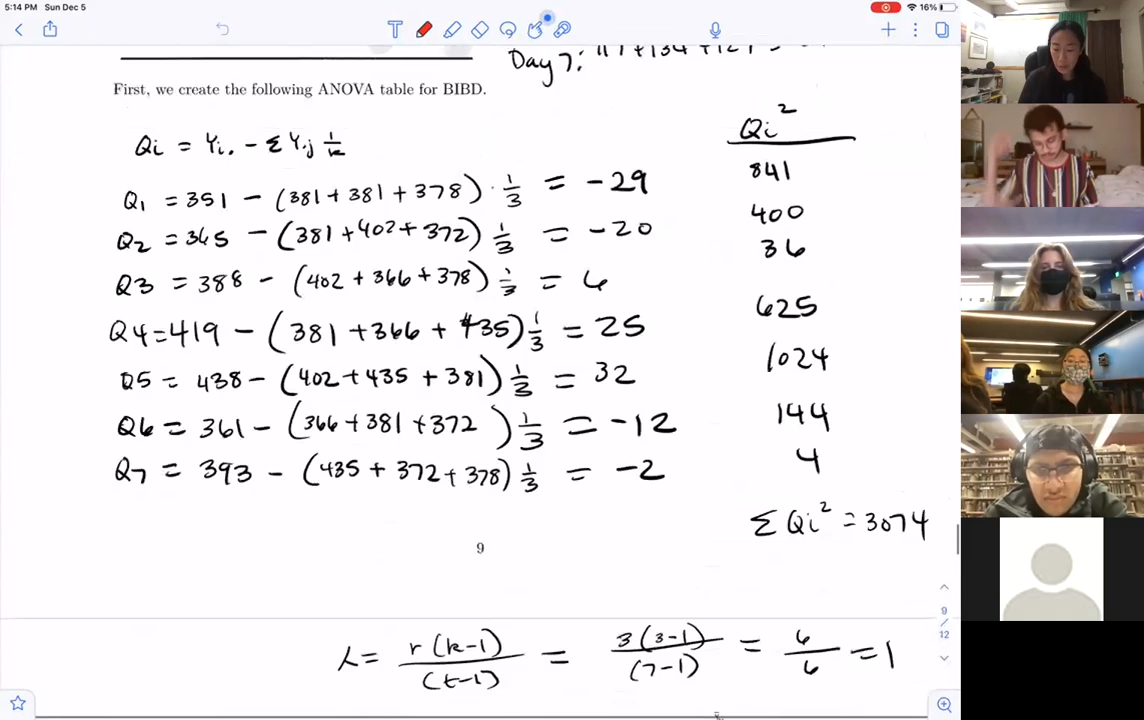 5:14 PM Sun Dec 5
16%
Day 7:
First, we create the following ANOVA table for BIBD.
Qi = Yi. - ΣY.j 1/k
Qi²
Q1 = 351 - (381+381+378) · 1/3 = -29
841
Q2 = 365 - (381+402+372) 1/3 = -20
400
Q3 = 388 - (402+366+378) 1/3 = 6
36
Q4 = 419 - (381+366+435) 1/3 = 25
625
Q5 = 438 - (402+435+381) 1/3 = 32
1024
Q6 = 361 - (366+381+372) 1/3 = -12
144
Q7 = 393 - (435+372+378) 1/3 = -2
4
ΣQi² = 3074
9
λ = r(k-1)/(t-1) = 3(3-1)/(7-1) = 6/6 = 1
9
/
12